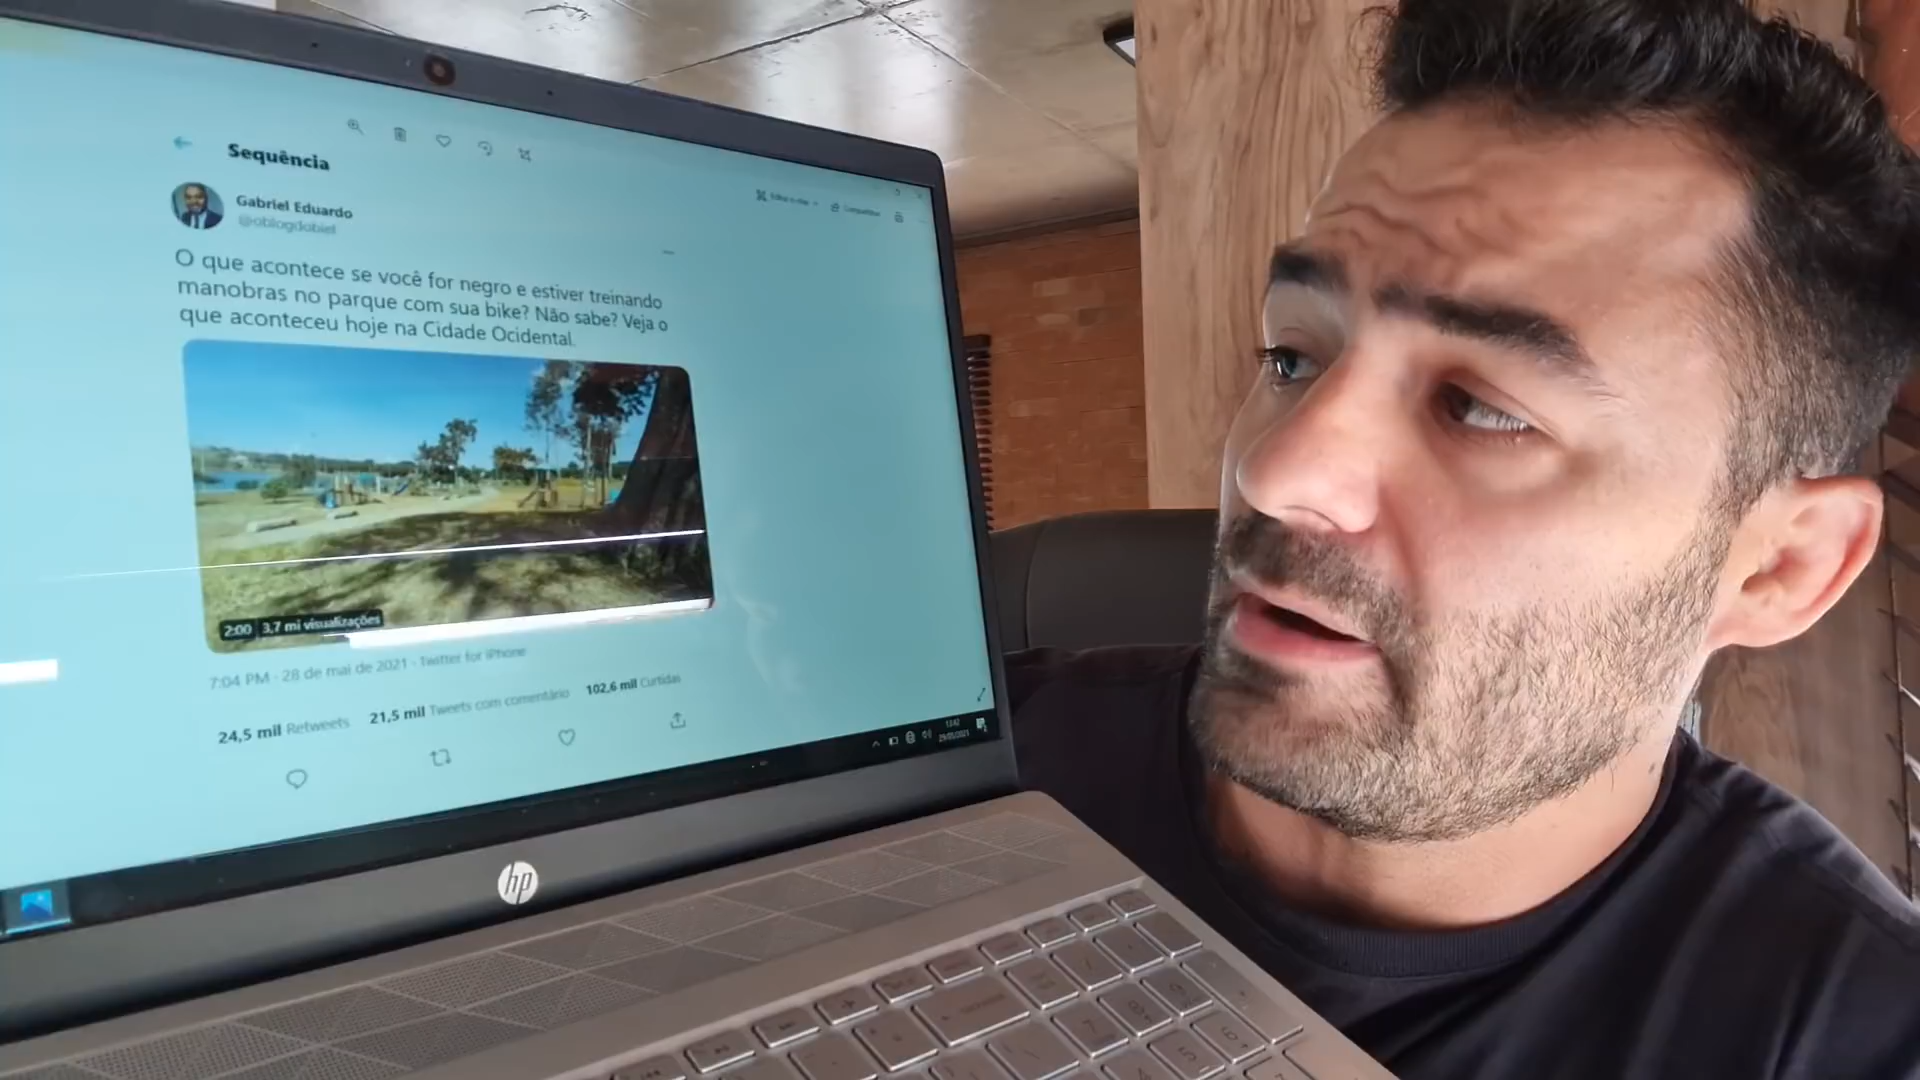 Sequência
Gabriel Eduardo
@oblogdobiel
O que acontece se você for negro e estiver treinando
manobras no parque com sua bike? Não sabe? Veja o
que aconteceu hoje na Cidade Ocidental.
2:00 3,7 mi visualizações
7:04 PM · 28 de mai de 2021 · Twitter for iPhone
24,5 mil Retweets 21,5 mil Tweets com comentário 102,6 mil Curtidas
Compartilhar
hp